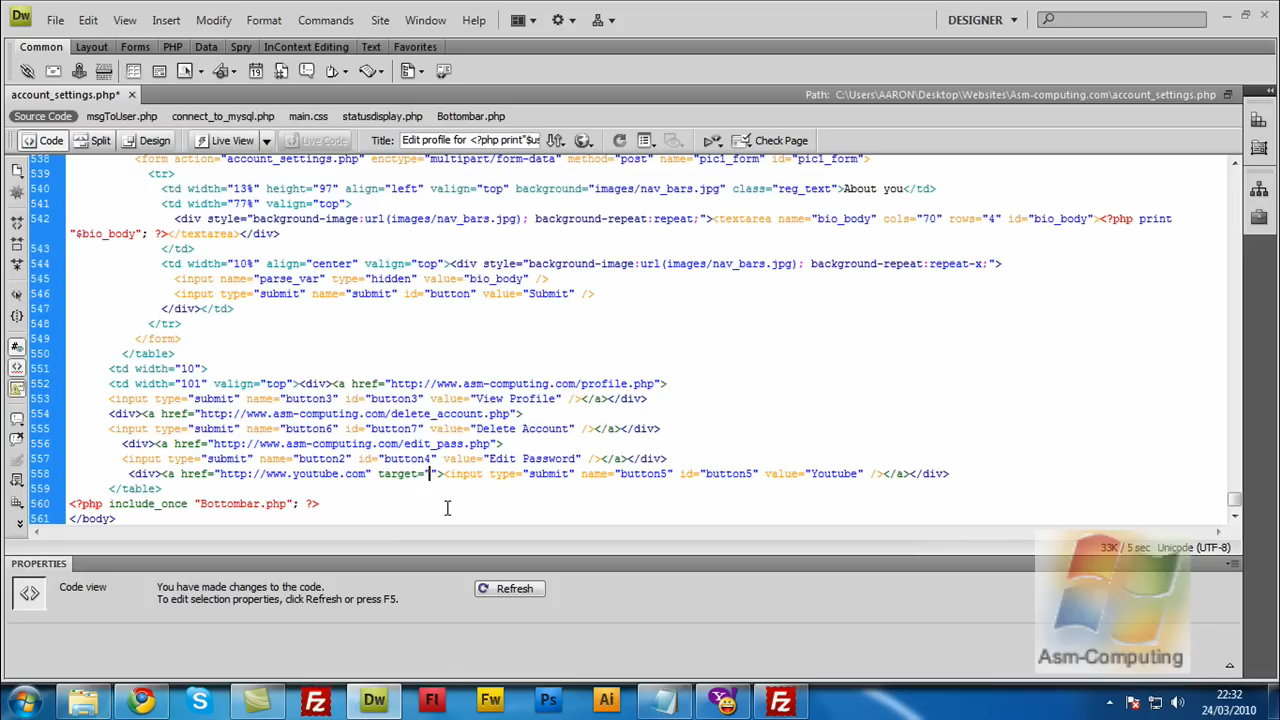 Dw File Edit View Insert Modify Format Commands Site Window Help DESIGNER
Common Layout Forms PHP Data Spry InContext Editing Text Favorites
account_settings.php* Path: C:\Users\AARON\Desktop\Websites\Asm-computing.com\account_settings.php
Source Code msgToUser.php connect_to_mysql.php main.css statusdisplay.php Bottombar.php
Code Split Design Live View Live Code Title: Edit profile for <?php print"$us Check Page
538 <form action="account_settings.php" enctype="multipart/form-data" method="post" name="pic1_form" id="pic1_form">
539 <tr>
540 <td width="13%" height="97" align="left" valign="top" background="images/nav_bars.jpg" class="reg_text">About you</td>
541 <td width="77%" valign="top">
542 <div style="background-image:url(images/nav_bars.jpg); background-repeat:repeat;"><textarea name="bio_body" cols="70" rows="4" id="bio_body"><?php print
"$bio_body"; ?></textarea></div>
543 </td>
544 <td width="10%" align="center" valign="top"><div style="background-image:url(images/nav_bars.jpg); background-repeat:repeat-x;">
545 <input name="parse_var" type="hidden" value="bio_body" />
546 <input type="submit" name="submit" id="button" value="Submit" />
547 </div></td>
548 </tr>
549 </form>
550 </table>
551 <td width="10">
552 <td width="101" valign="top"><div><a href="http://www.asm-computing.com/profile.php">
553 <input type="submit" name="button3" id="button3" value="View Profile" /></a></div>
554 <div><a href="http://www.asm-computing.com/delete_account.php">
555 <input type="submit" name="button6" id="button7" value="Delete Account" /></a></div>
556 <div><a href="http://www.asm-computing.com/edit_pass.php">
557 <input type="submit" name="button2" id="button4" value="Edit Password" /></a></div>
558 <div><a href="http://www.youtube.com" target=""><input type="submit" name="button5" id="button5" value="Youtube" /></a></div>
559 </table>
560 <?php include_once "Bottombar.php"; ?>
561 </body>
33K / 5 sec Unicode (UTF-8)
PROPERTIES
Code view You have made changes to the code. Refresh
To edit selection properties, click Refresh or press F5.
Asm-Computing
Fz Dw Fl Fw Ps Ai Fz 22:32
24/03/2010